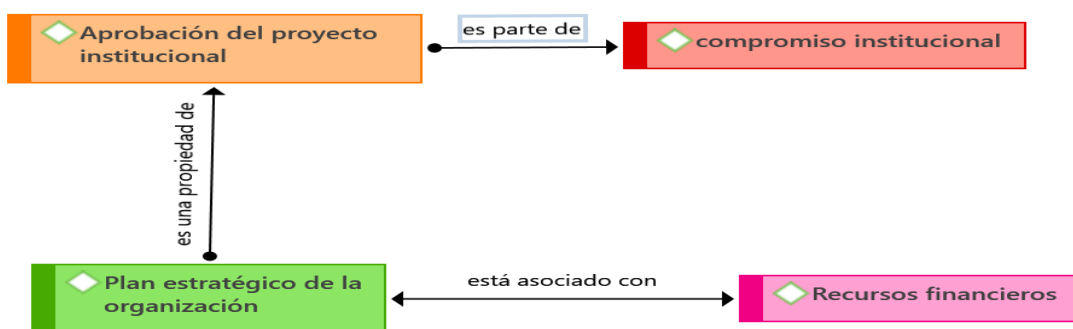 Aprobación del proyecto
institucional
es parte de
compromiso institucional
es una propiedad de
Plan estratégico de la
organización
está asociado con
Recursos financieros